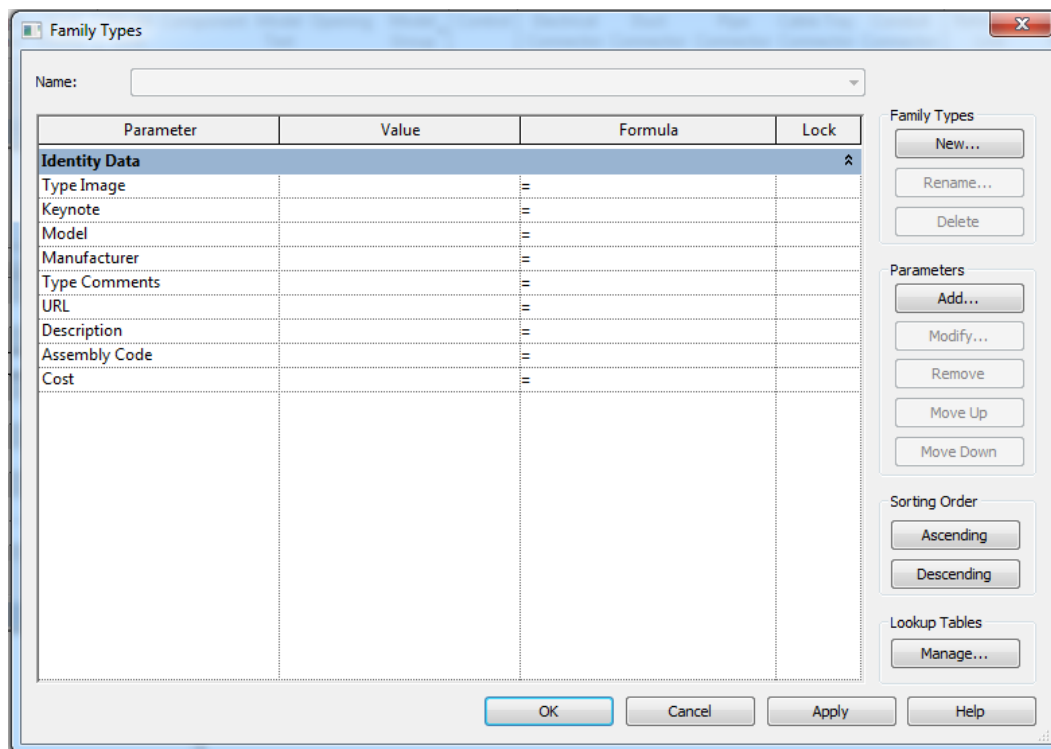 Family Types
Name:
Parameter Value Formula Lock
Identity Data
Type Image =
Keynote =
Model =
Manufacturer =
Type Comments =
URL =
Description =
Assembly Code =
Cost =
Family Types
New...
Rename...
Delete
Parameters
Add...
Modify...
Remove
Move Up
Move Down
Sorting Order
Ascending
Descending
Lookup Tables
Manage...
OK Cancel Apply Help